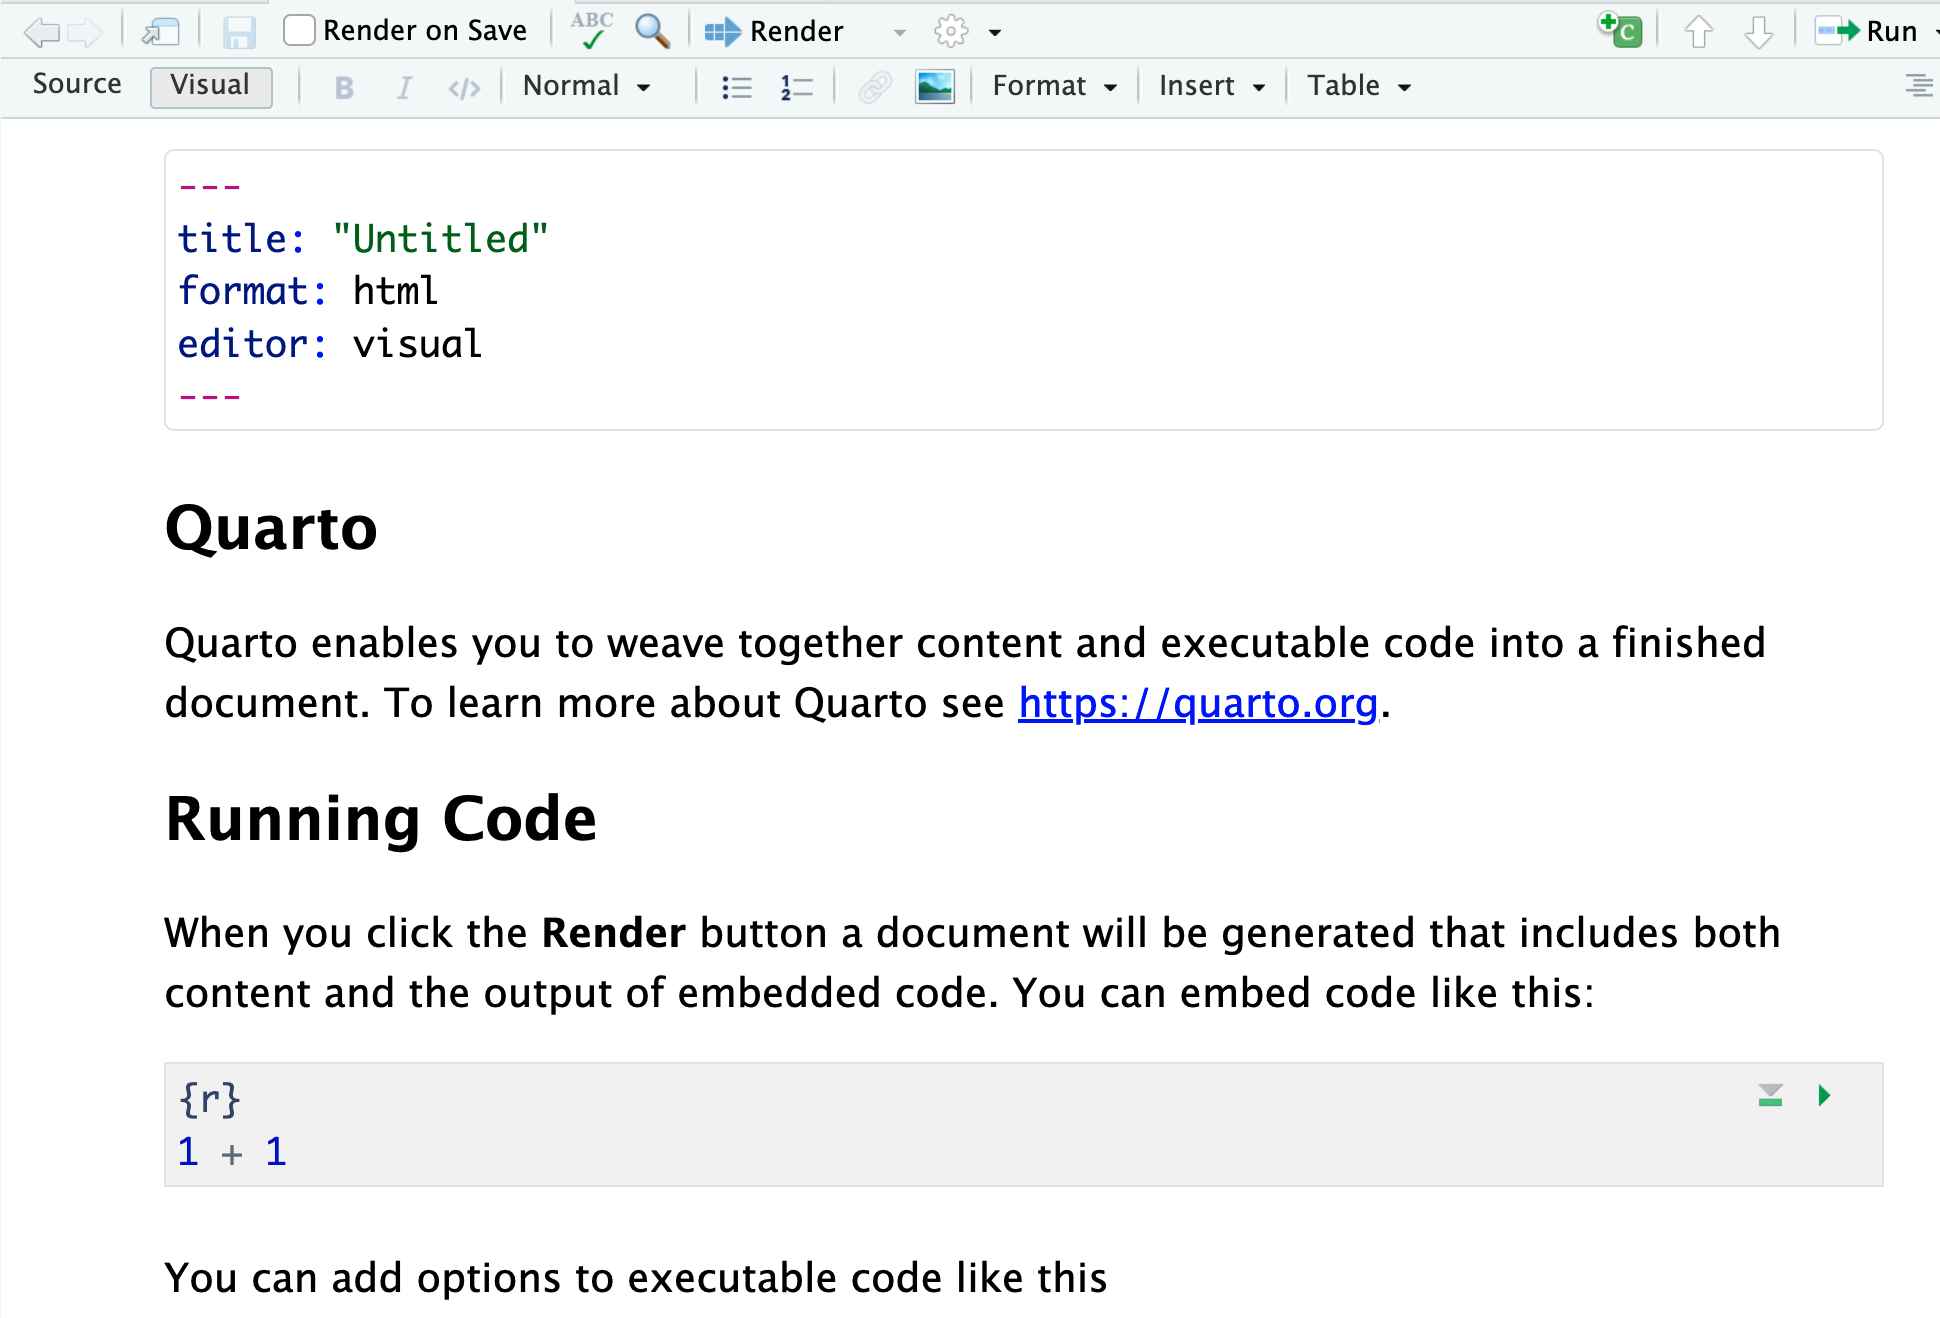 Render on Save ABC Render C Run
Source Visual B I </> Normal 1 2 Format Insert Table
---
title: "Untitled"
format: html
editor: visual
---
Quarto
Quarto enables you to weave together content and executable code into a finished
document. To learn more about Quarto see https://quarto.org.
Running Code
When you click the Render button a document will be generated that includes both
content and the output of embedded code. You can embed code like this:
{r}
1 + 1
You can add options to executable code like this